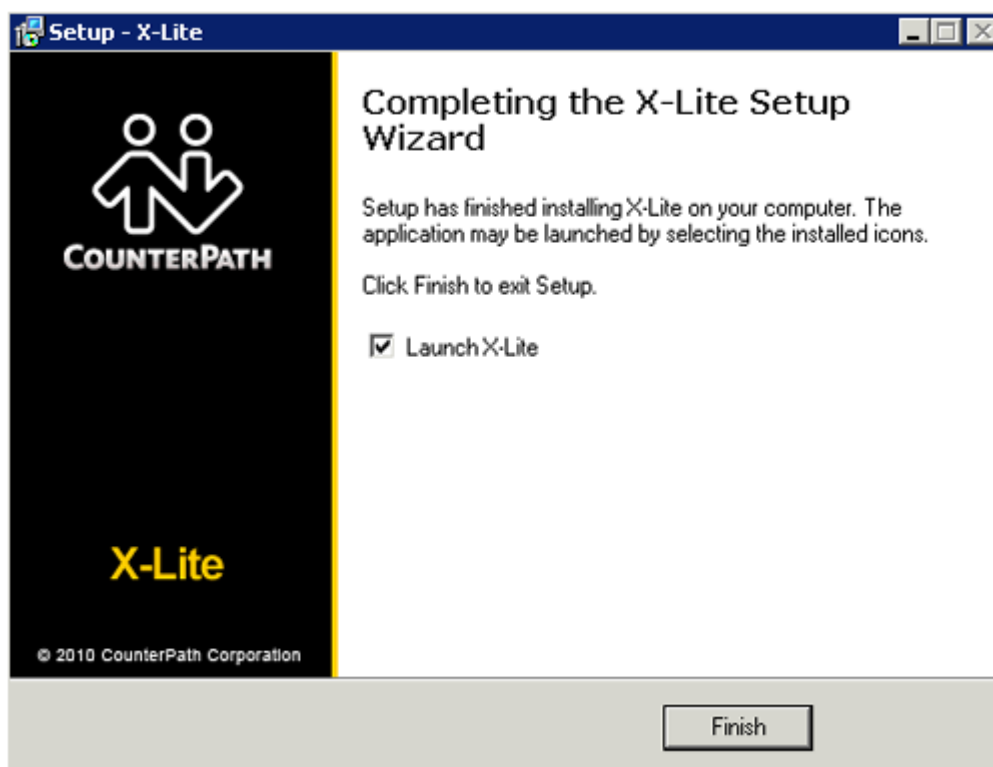 Setup - X-Lite
COUNTERPATH
X-Lite
© 2010 CounterPath Corporation
Completing the X-Lite Setup
Wizard
Setup has finished installing X-Lite on your computer. The
application may be launched by selecting the installed icons.
Click Finish to exit Setup.
Launch X-Lite
Finish